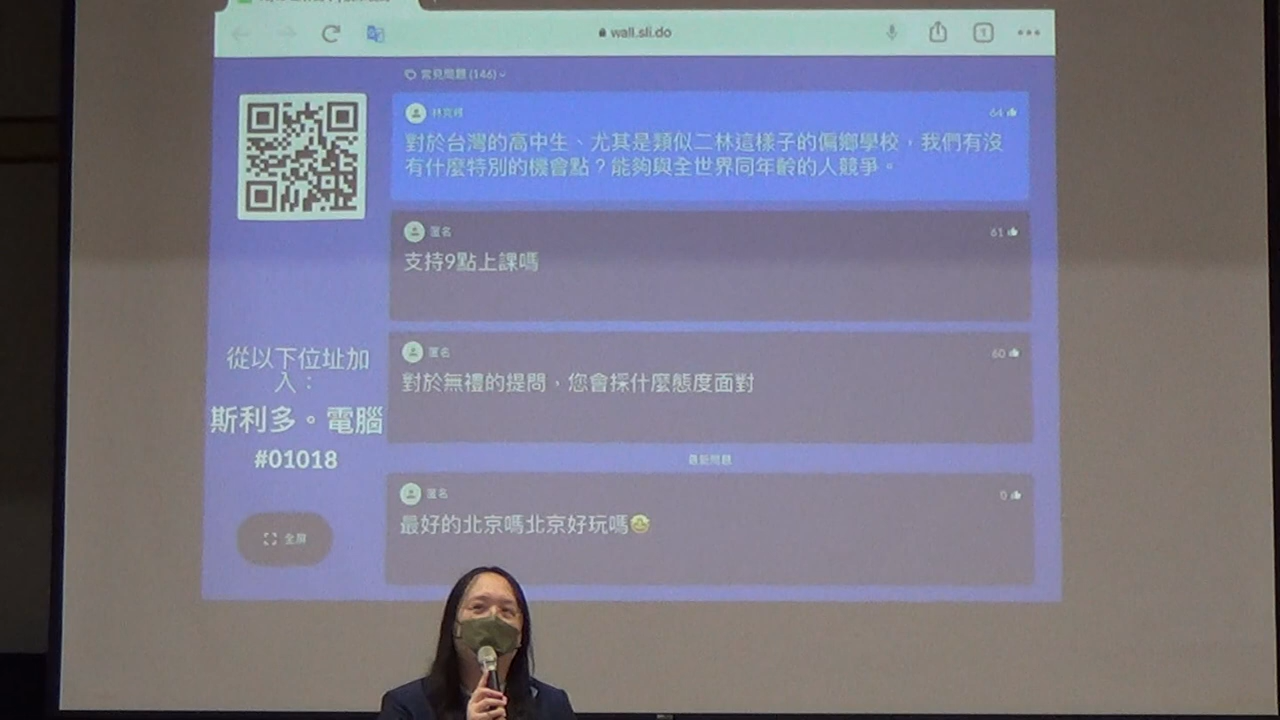 wall.sli.do
常見問題 (146)
64
對於台灣的高中生、尤其是類似二林這樣子的偏鄉學校，我們有沒
有什麼特別的機會點？能夠與全世界同年齡的人競爭。
匿名
61
支持9點上課嗎
匿名
60
對於無禮的提問，您會採什麼態度面對
最新問題
匿名
0
最好的北京嗎北京好玩嗎🤩
從以下位址加
入：
斯利多。電腦
#01018
全屏